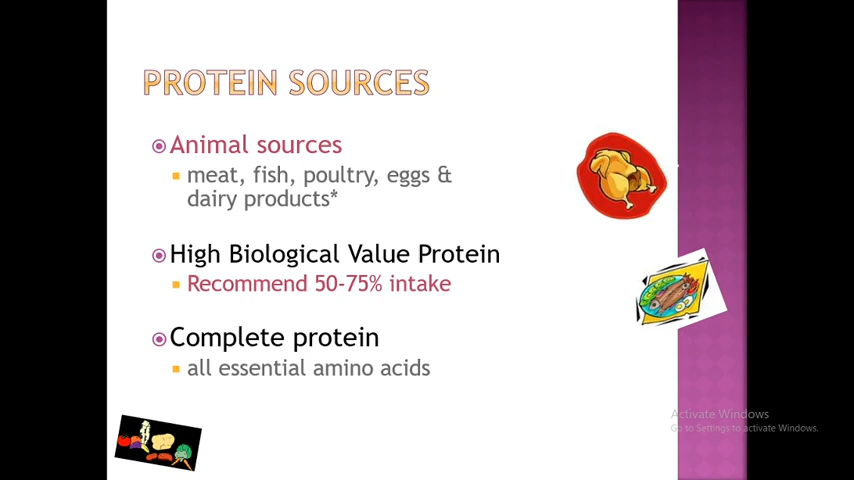 PROTEIN SOURCES
Animal sources
meat, fish, poultry, eggs &
dairy products*
High Biological Value Protein
Recommend 50-75% intake
Complete protein
all essential amino acids
Activate Windows
Go to Settings to activate Windows.